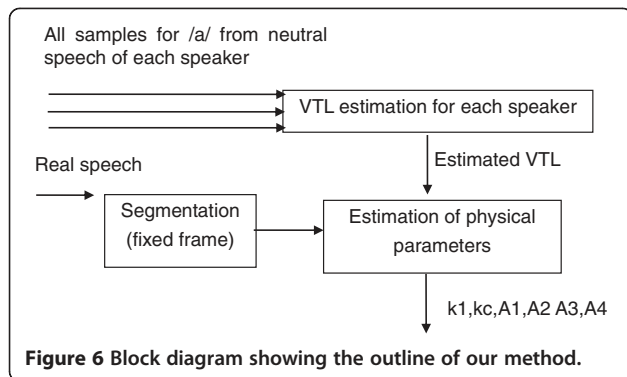 All samples for /a/ from neutral
speech of each speaker
VTL estimation for each speaker
Estimated VTL
Real speech
Segmentation
(fixed frame)
Estimation of physical
parameters
k1,kc,A1,A2 A3,A4
Figure 6 Block diagram showing the outline of our method.